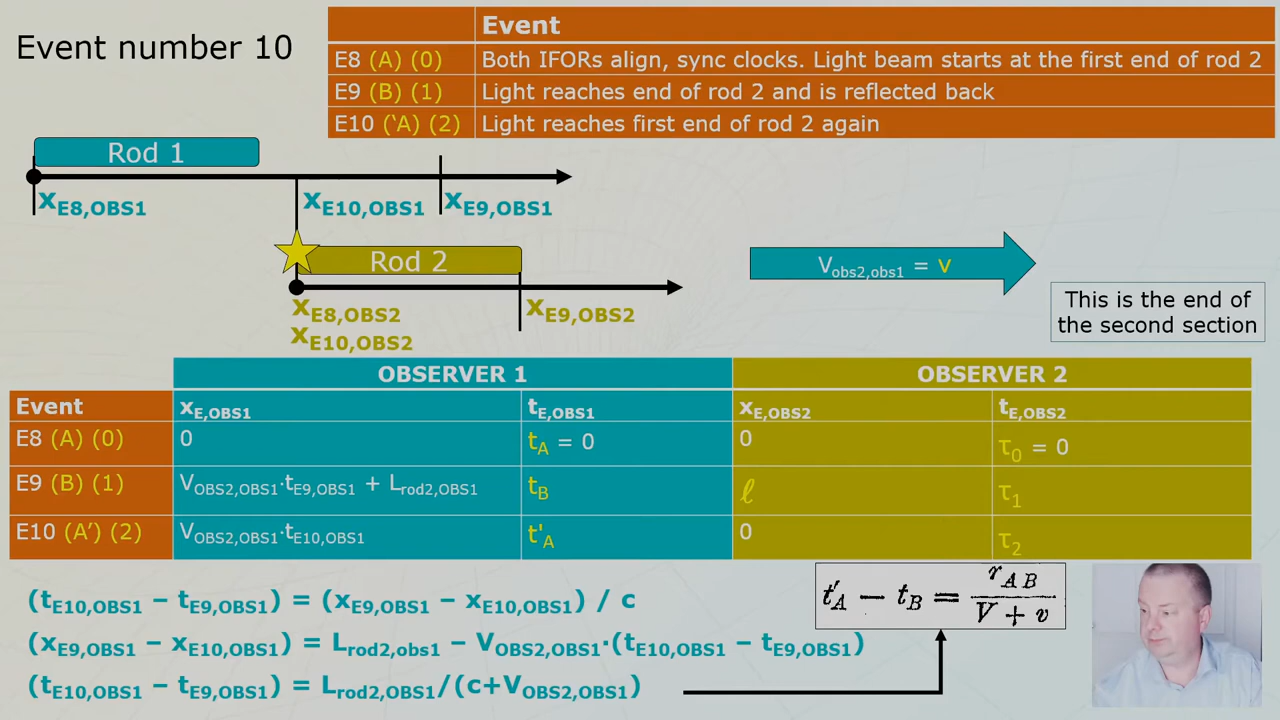 Event number 10
Event
E8 (A) (0) Both IFORs align, sync clocks. Light beam starts at the first end of rod 2
E9 (B) (1) Light reaches end of rod 2 and is reflected back
E10 (‘A) (2) Light reaches first end of rod 2 again
Rod 1
xE8,OBS1 xE10,OBS1 xE9,OBS1
Rod 2
xE8,OBS2 xE9,OBS2
xE10,OBS2
Vobs2,obs1 = v
This is the end of
the second section
OBSERVER 1 OBSERVER 2
Event xE,OBS1 tE,OBS1 xE,OBS2 tE,OBS2
E8 (A) (0) 0 tA = 0 0 τ0 = 0
E9 (B) (1) VOBS2,OBS1·tE9,OBS1 + Lrod2,OBS1 tB ℓ τ1
E10 (A’) (2) VOBS2,OBS1·tE10,OBS1 t'A 0 τ2
(tE10,OBS1 – tE9,OBS1) = (xE9,OBS1 – xE10,OBS1) / c
(xE9,OBS1 – xE10,OBS1) = Lrod2,obs1 – VOBS2,OBS1·(tE10,OBS1 – tE9,OBS1)
(tE10,OBS1 – tE9,OBS1) = Lrod2,OBS1/(c+VOBS2,OBS1)
t′A — tB = rAB / V + v